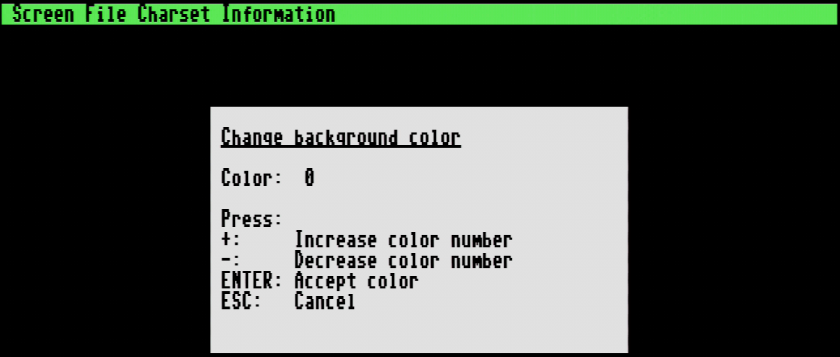 Screen File Charset Information
Change background color
Color: 0
Press:
+: Increase color number
-: Decrease color number
ENTER: Accept color
ESC: Cancel